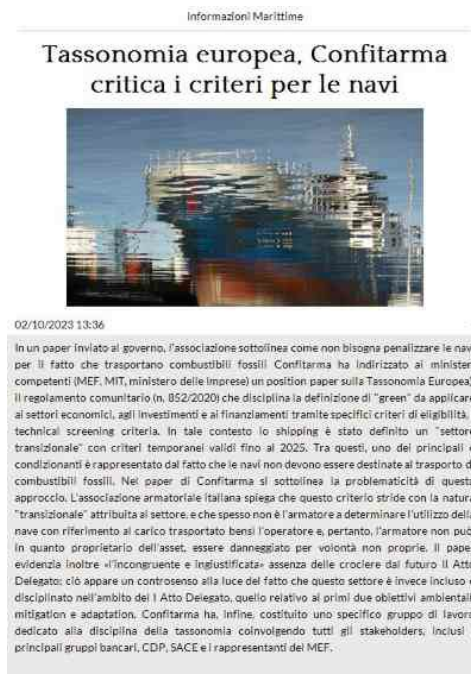 Informazioni Marittime
Tassonomia europea, Confitarma
critica i criteri per le navi
02/10/2023 13:36
In un paper inviato al governo, l'associazione sottolinea come non bisogna penalizzare le nav
per il fatto che trasportano combustibili fossili Confitarma ha indirizzato ai minister
competenti (MEF, MIT, ministero delle Imprese) un position paper sulla Tassonomia Europea,
il regolamento comunitario (n. 852/2020) che disciplina la definizione di "green" da applicare
ai settori economici, agli investimenti e ai finanziamenti tramite specifici criteri di eligibilità,
technical screening criteria. In tale contesto lo shipping è stato definito un "settore
transizionale" con criteri temporanei validi fino al 2025. Tra questi, uno dei principali e
condizionanti è rappresentato dal fatto che le navi non devono essere destinate al trasporto d
combustibili fossili. Nel paper di Confitarma si sottolinea la problematicità di questo
approccio. L'associazione armatoriale italiana spiega che questo criterio stride con la natura
"transizionale" attribuita al settore, e che spesso non è l'armatore a determinare l'utilizzo della
nave con riferimento al carico trasportato bensì l'operatore e, pertanto, l'armatore non può,
in quanto proprietario dell'asset, essere danneggiato per volontà non proprie. Il pape
evidenzia inoltre «l'incongruente e ingiustificata» assenza delle crociere dal futuro II Atto
Delegato; ciò appare un controsenso alla luce del fatto che questo settore è invece incluso e
disciplinato nell'ambito del I Atto Delegato, quello relativo ai primi due obiettivi ambientali
mitigation e adaptation. Confitarma ha, infine, costituito uno specifico gruppo di lavoro
dedicato alla disciplina della tassonomia coinvolgendo tutti gli stakeholders, inclusi i
principali gruppi bancari, CDP, SACE e i rappresentanti del MEF.